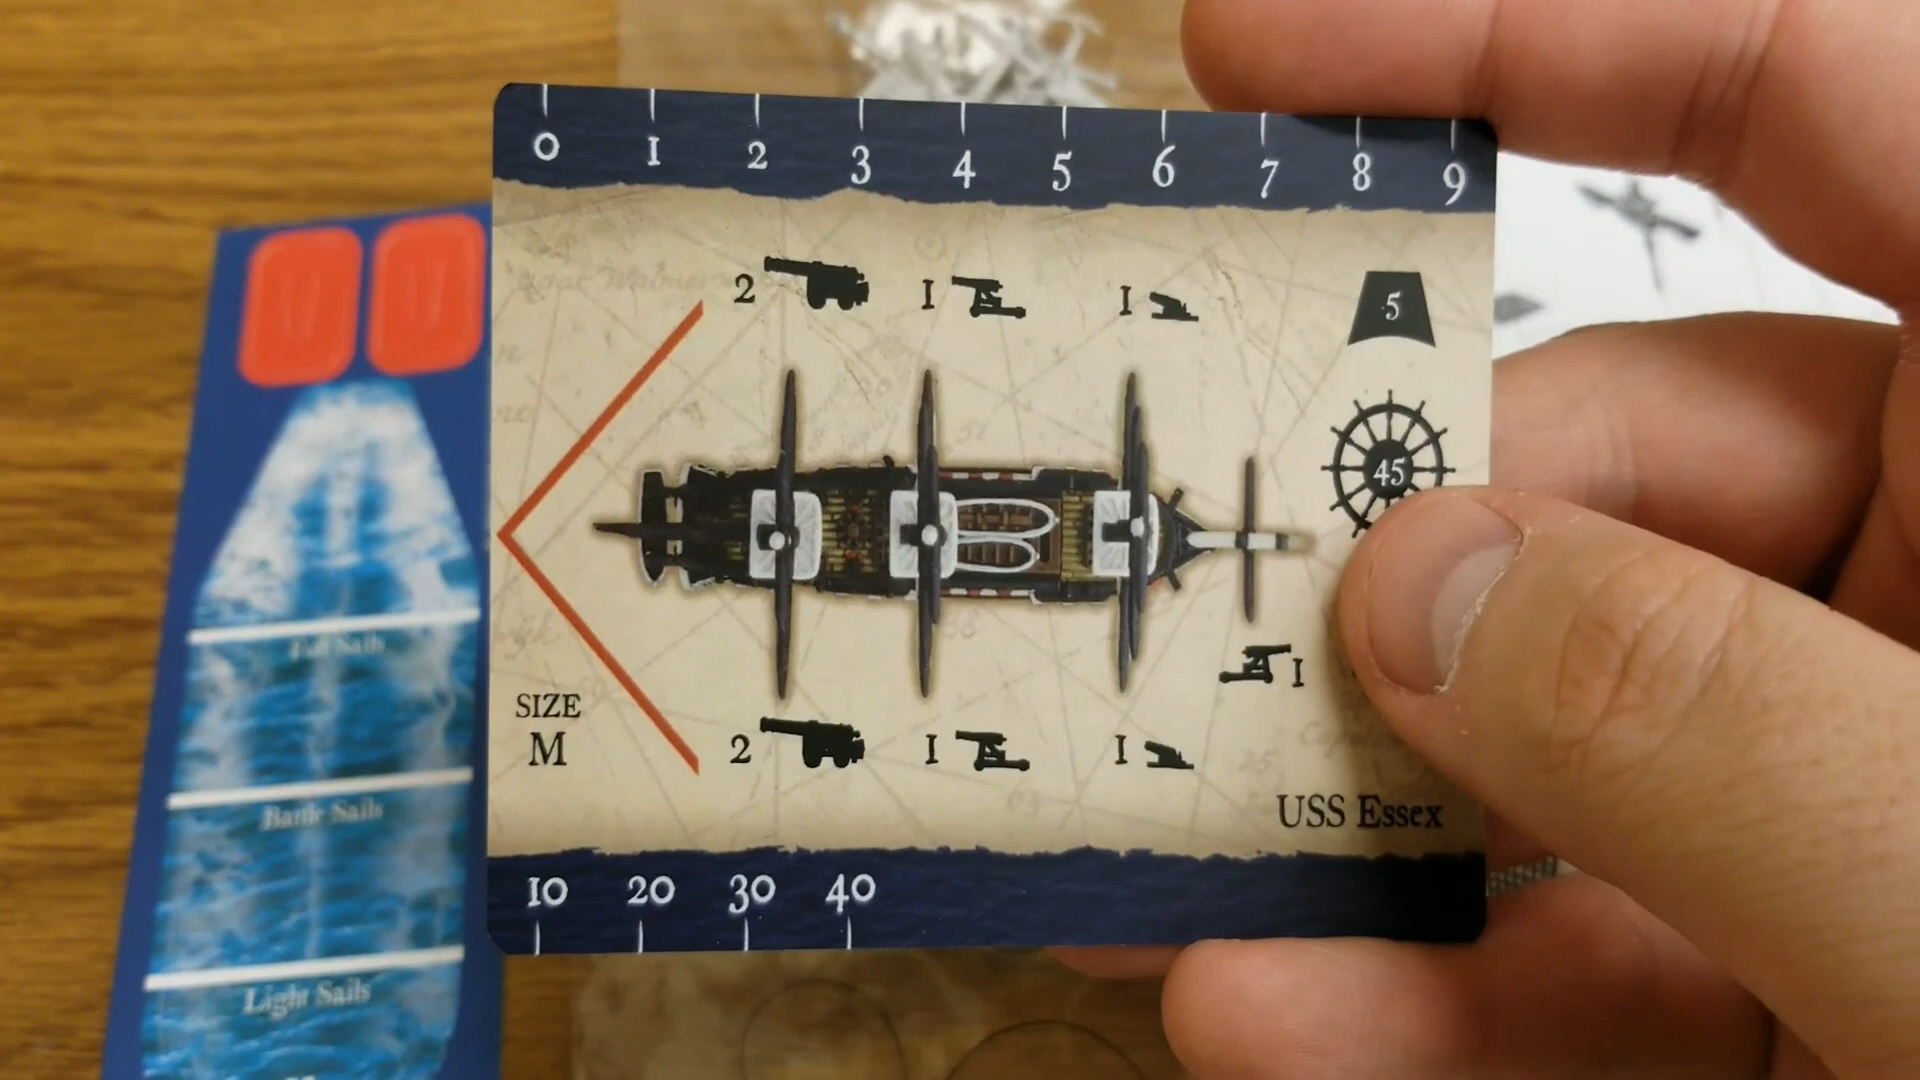 0 1 2 3 4 5 6 7 8 9
2 1 1 5
45
1
SIZE
M
2 1 1
USS Essex
10 20 30 40
Full Sails
Battle Sails
Light Sails